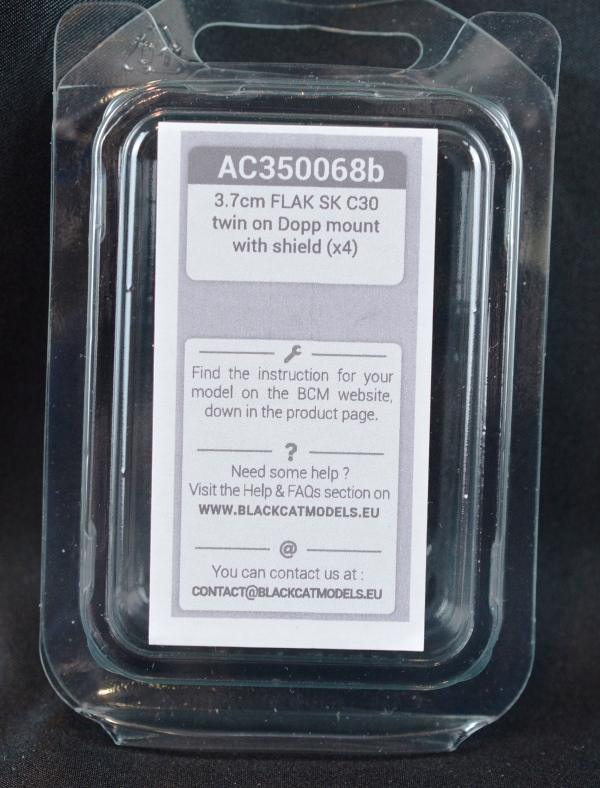 AC350068b
3.7cm FLAK SK C30
twin on Dopp mount
with shield (x4)
Find the instruction for your
model on the BCM website,
down in the product page.
?
Need some help ?
Visit the Help & FAQs section on
WWW.BLACKCATMODELS.EU
@
You can contact us at :
CONTACT@BLACKCATMODELS.EU